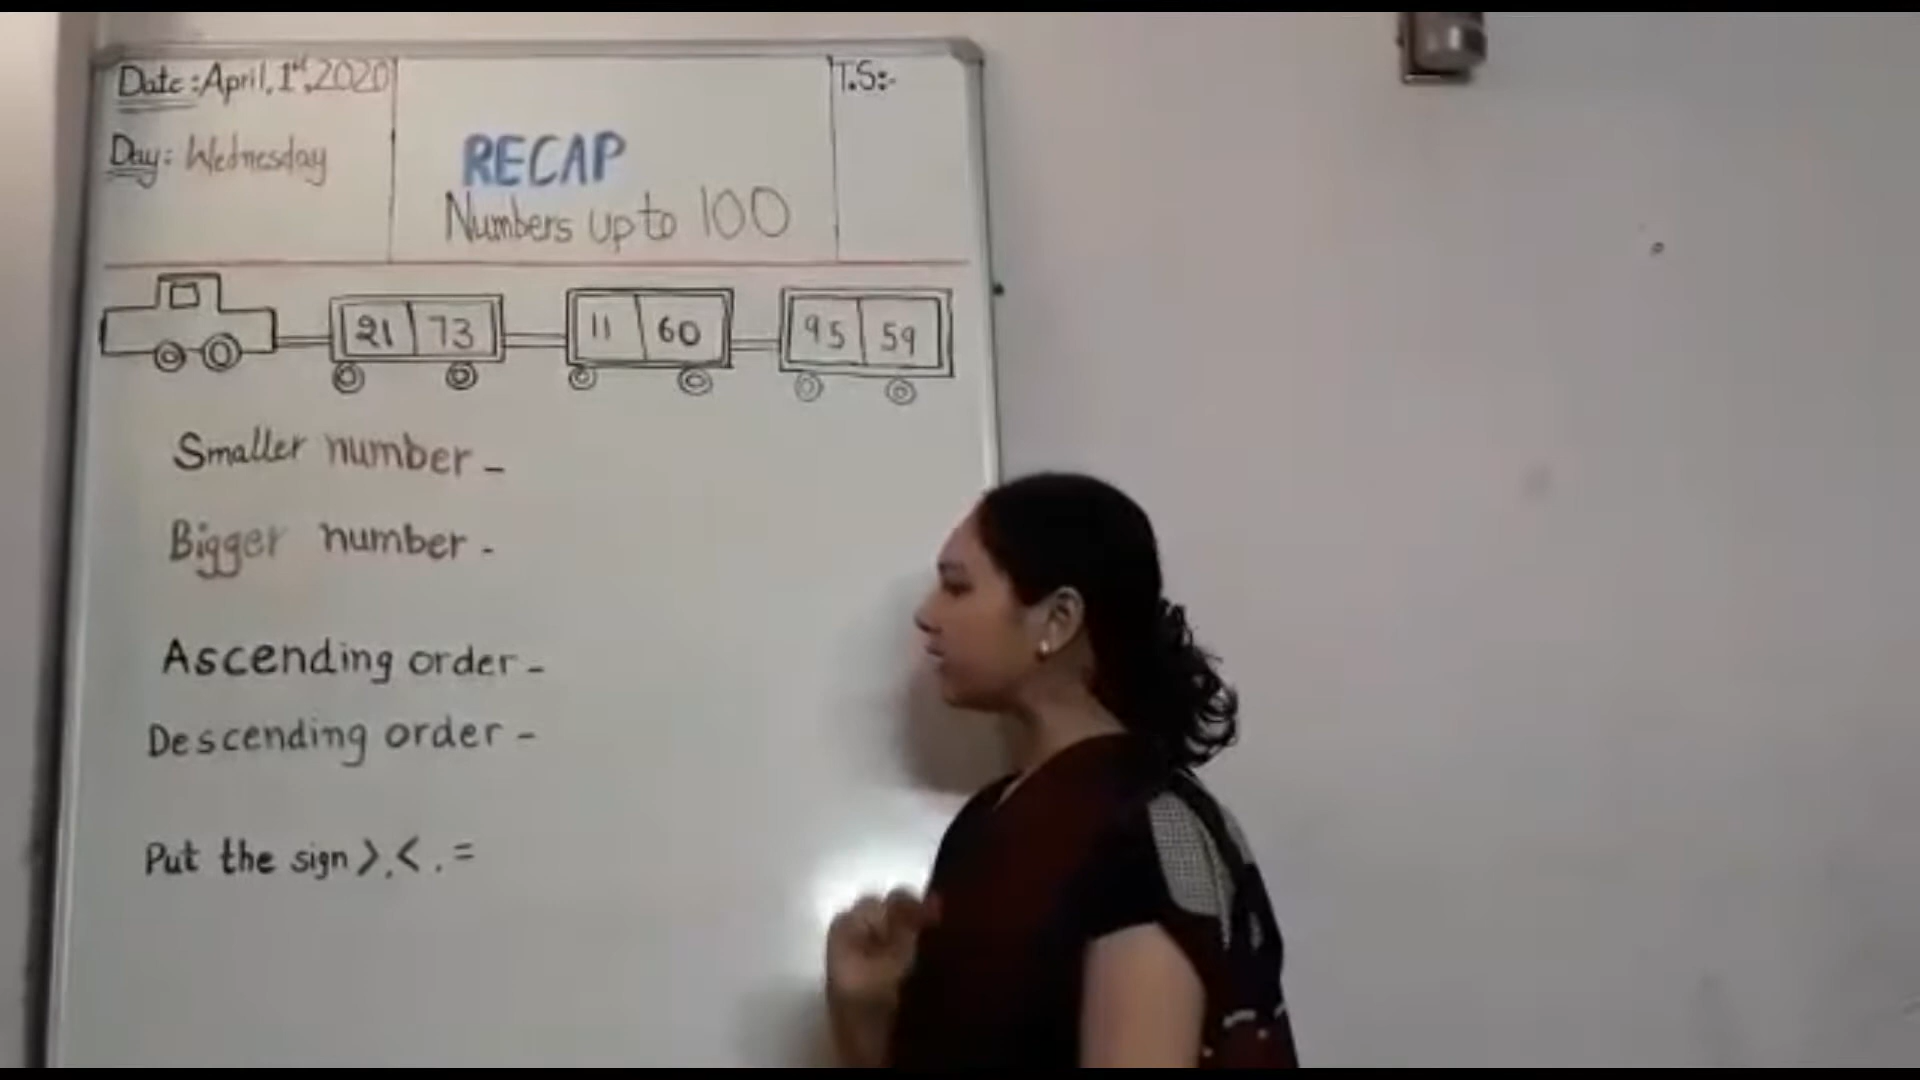 Date: April, 1st, 2020
Day: Wednesday
RECAP
Numbers up to 100
T.S:-
21 73 11 60 95 59
Smaller number -
Bigger number -
Ascending order -
Descending order -
Put the sign >, <, =